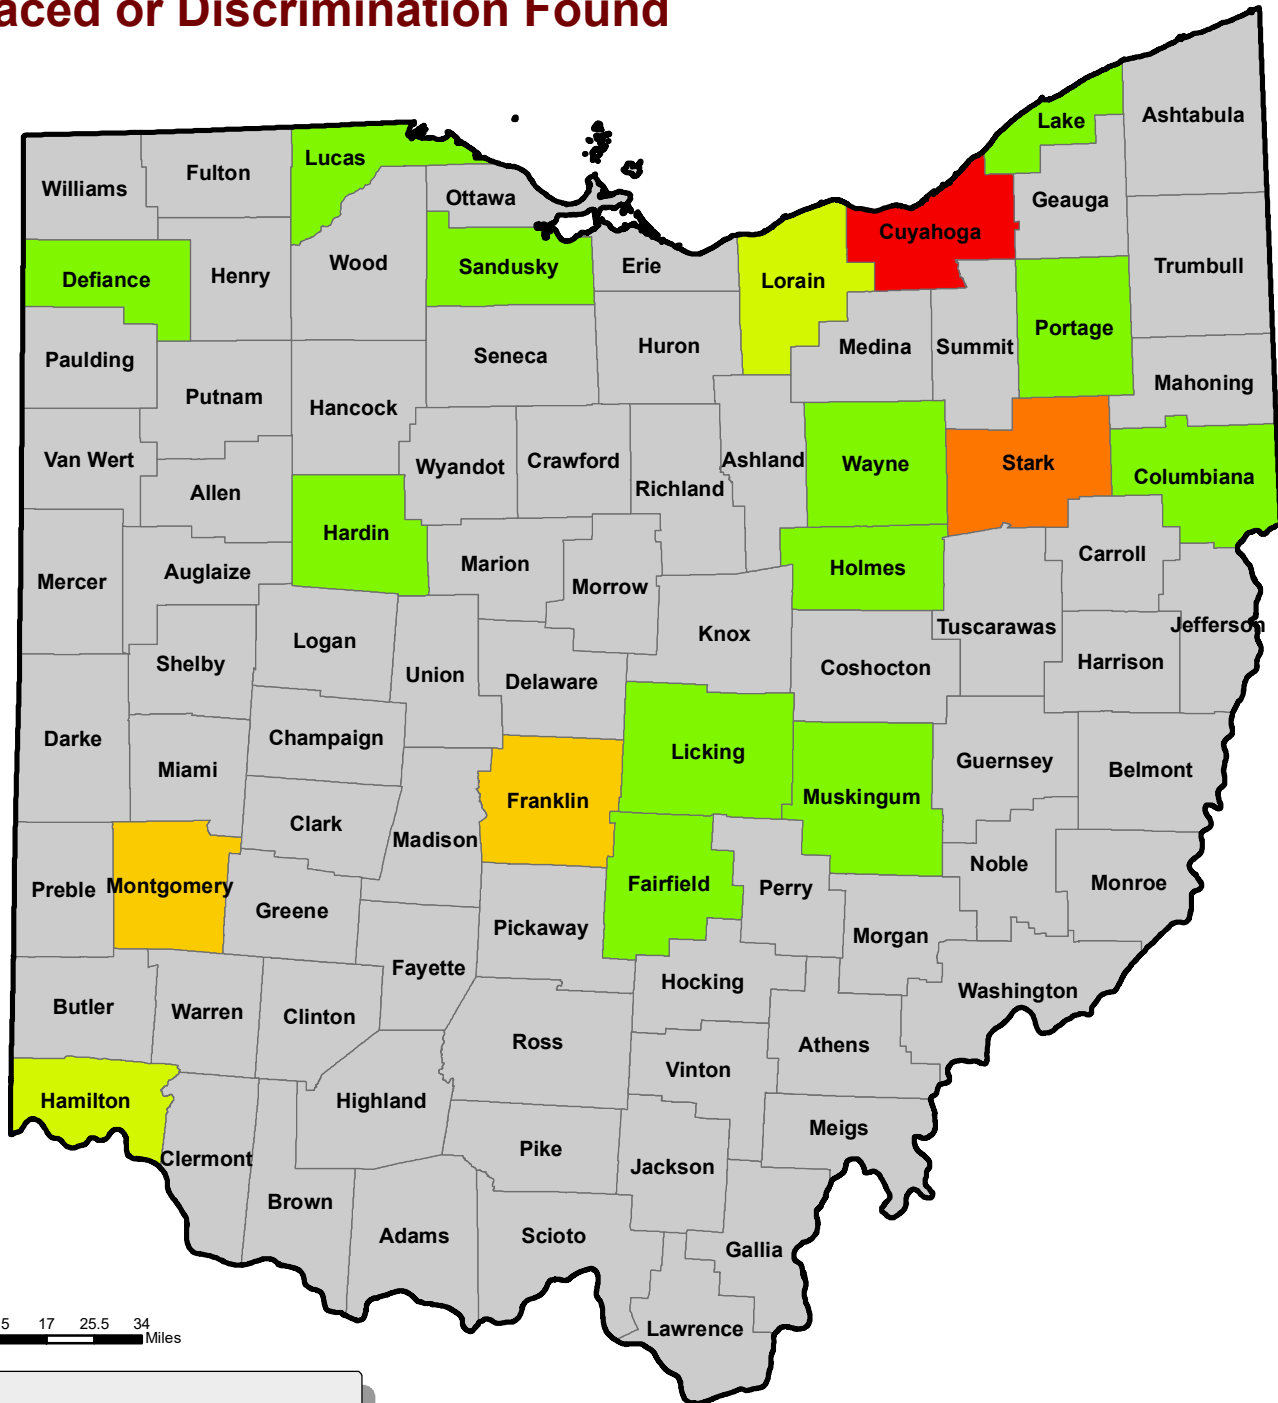 aced or Discrimination Found
Ashtabula
Lake
Lucas
Fulton
Williams
Ottawa
Geauga
Cuyahoga
Wood
Erie
Trumbull
Sandusky
Henry
Defiance
Lorain
Portage
Huron
Medina
Summit
Seneca
Paulding
Mahoning
Putnam
Hancock
Van Wert
Ashland
Crawford
Wyandot
Wayne
Stark
Columbiana
Richland
Allen
Hardin
Carroll
Marion
Holmes
Auglaize
Mercer
Morrow
Jefferson
Tuscarawas
Knox
Logan
Harrison
Shelby
Coshocton
Union
Delaware
Darke
Champaign
Licking
Guernsey
Miami
Belmont
Muskingum
Franklin
Clark
Madison
Noble
Fairfield
Monroe
Montgomery
Perry
Preble
Greene
Pickaway
Morgan
Fayette
Hocking
Washington
Butler
Warren
Clinton
Ross
Athens
Vinton
Hamilton
Highland
Meigs
Pike
Clermont
Jackson
Brown
Adams
Scioto
Gallia
5 17 25.5 34
Miles
Lawrence